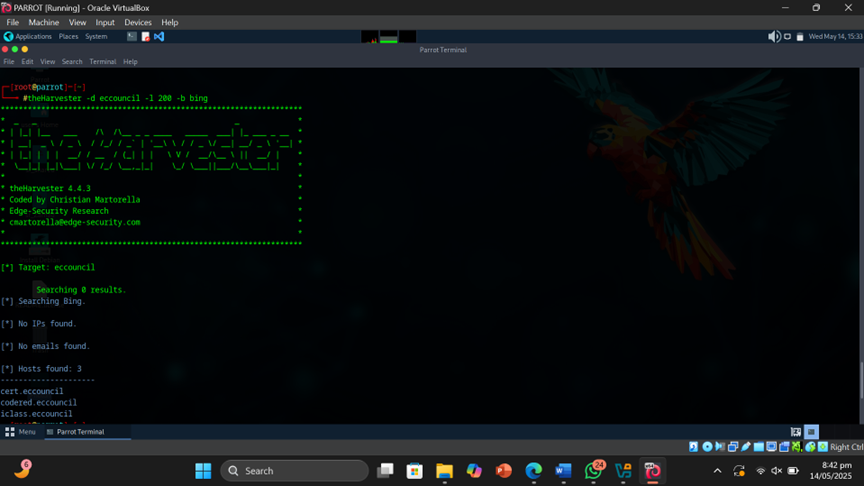 PARROT [Running] - Oracle VirtualBox
File Machine View Input Devices Help
Applications Places System
Wed May 14, 15:33
Parrot Terminal
File Edit View Search Terminal Help
[root@parrot]-[~]
#theHarvester -d eccouncil -l 200 -b bing
*******************************************************************
theHarvester
* theHarvester 4.4.3 *
* Coded by Christian Martorella *
* Edge-Security Research *
* cmartorella@edge-security.com *
* *
*******************************************************************
[*] Target: eccouncil
Searching 0 results.
[*] Searching Bing.
[*] No IPs found.
[*] No emails found.
[*] Hosts found: 3
---------------------
cert.eccouncil
codered.eccouncil
iclass.eccouncil
Menu Parrot Terminal
Right Ctrl
6
Search
24
8:42 pm
14/05/2025